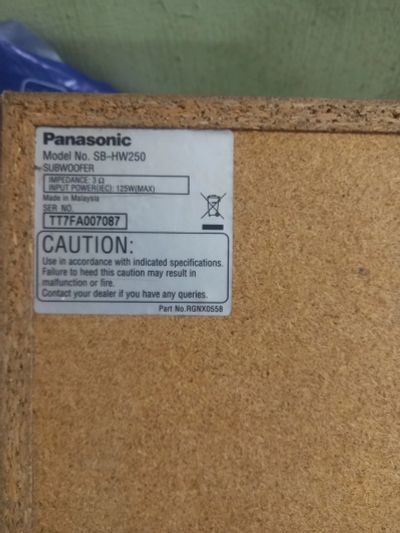 Panasonic
Model No. SB-HW250
SUBWOOFER
IMPEDANCE: 3 Ω
INPUT POWER(IEC): 125W(MAX)
Made in Malaysia
SER NO.
TT7FA007087
CAUTION:
Use in accordance with indicated specifications.
Failure to heed this caution may result in
malfunction or fire.
Contact your dealer if you have any queries.
Part No.RGNX0558